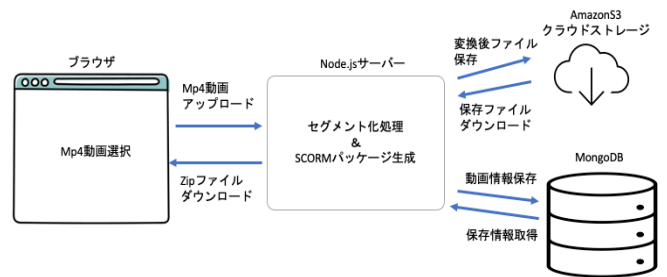 ブラウザ
Mp4動画選択
Mp4動画
アップロード
Zipファイル
ダウンロード
Node.jsサーバー
セグメント化処理
&
SCORMパッケージ生成
変換後ファイル
保存
保存ファイル
ダウンロード
AmazonS3
クラウドストレージ
動画情報保存
保存情報取得
MongoDB